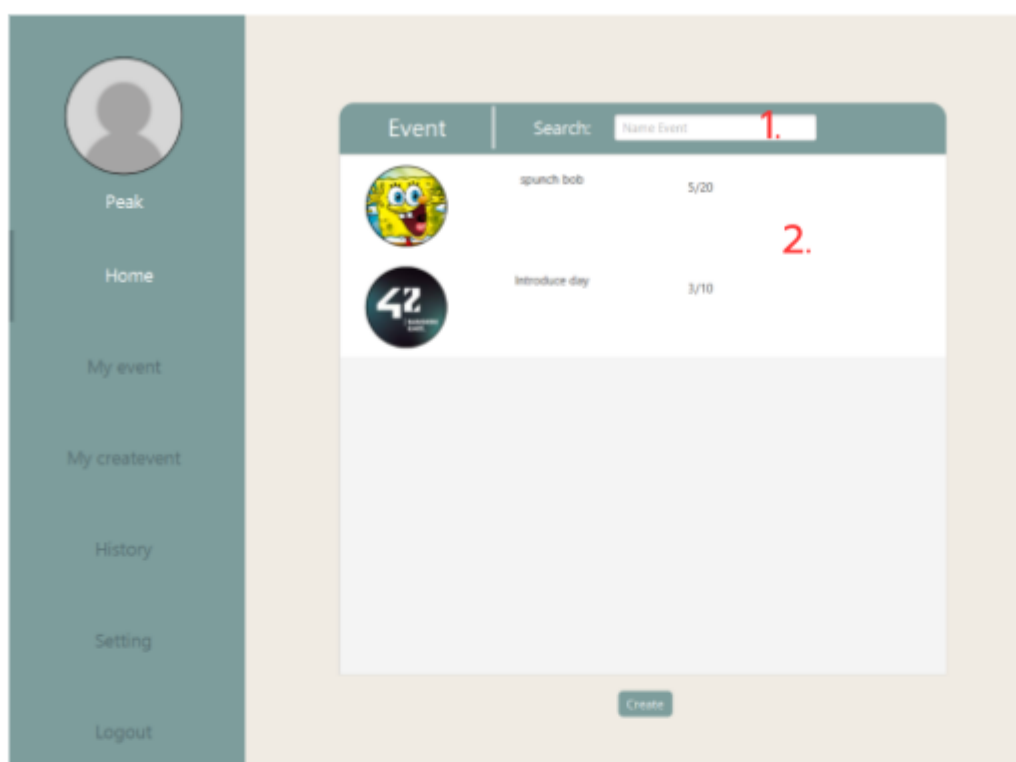 Peak
Home
My event
My createvent
History
Setting
Logout
Event
Search:
Name Event
1.
spunch bob
5/20
2.
42
Introduce day
3/10
Create